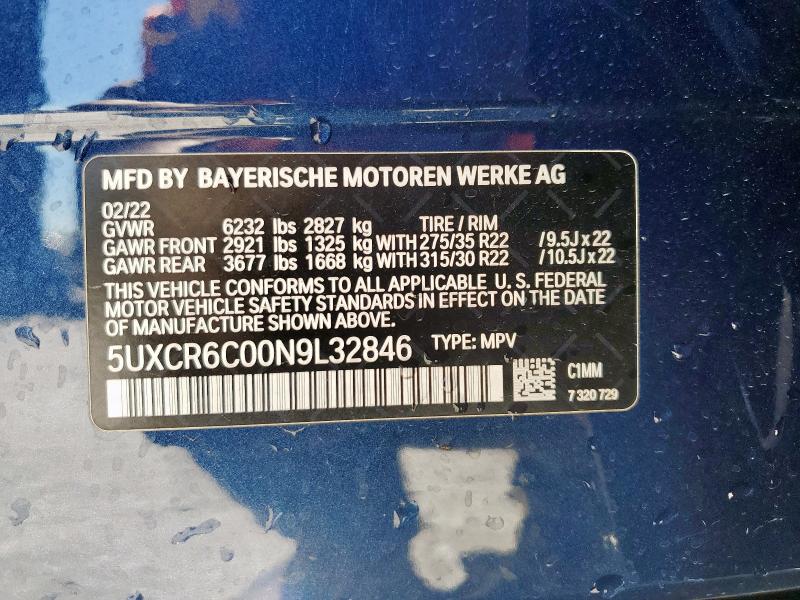 MFD BY BAYERISCHE MOTOREN WERKE AG
02/22
GVWR 6232 lbs 2827 kg TIRE / RIM
GAWR FRONT 2921 lbs 1325 kg WITH 275/35 R22 /9.5J x 22
GAWR REAR 3677 lbs 1668 kg WITH 315/30 R22 /10.5J x 22
THIS VEHICLE CONFORMS TO ALL APPLICABLE U. S. FEDERAL
MOTOR VEHICLE SAFETY STANDARDS IN EFFECT ON THE DATE
OF MANUFACTURE SHOWN ABOVE.
5UXCR6C00N9L32846 TYPE: MPV
C1MM
7 320 729